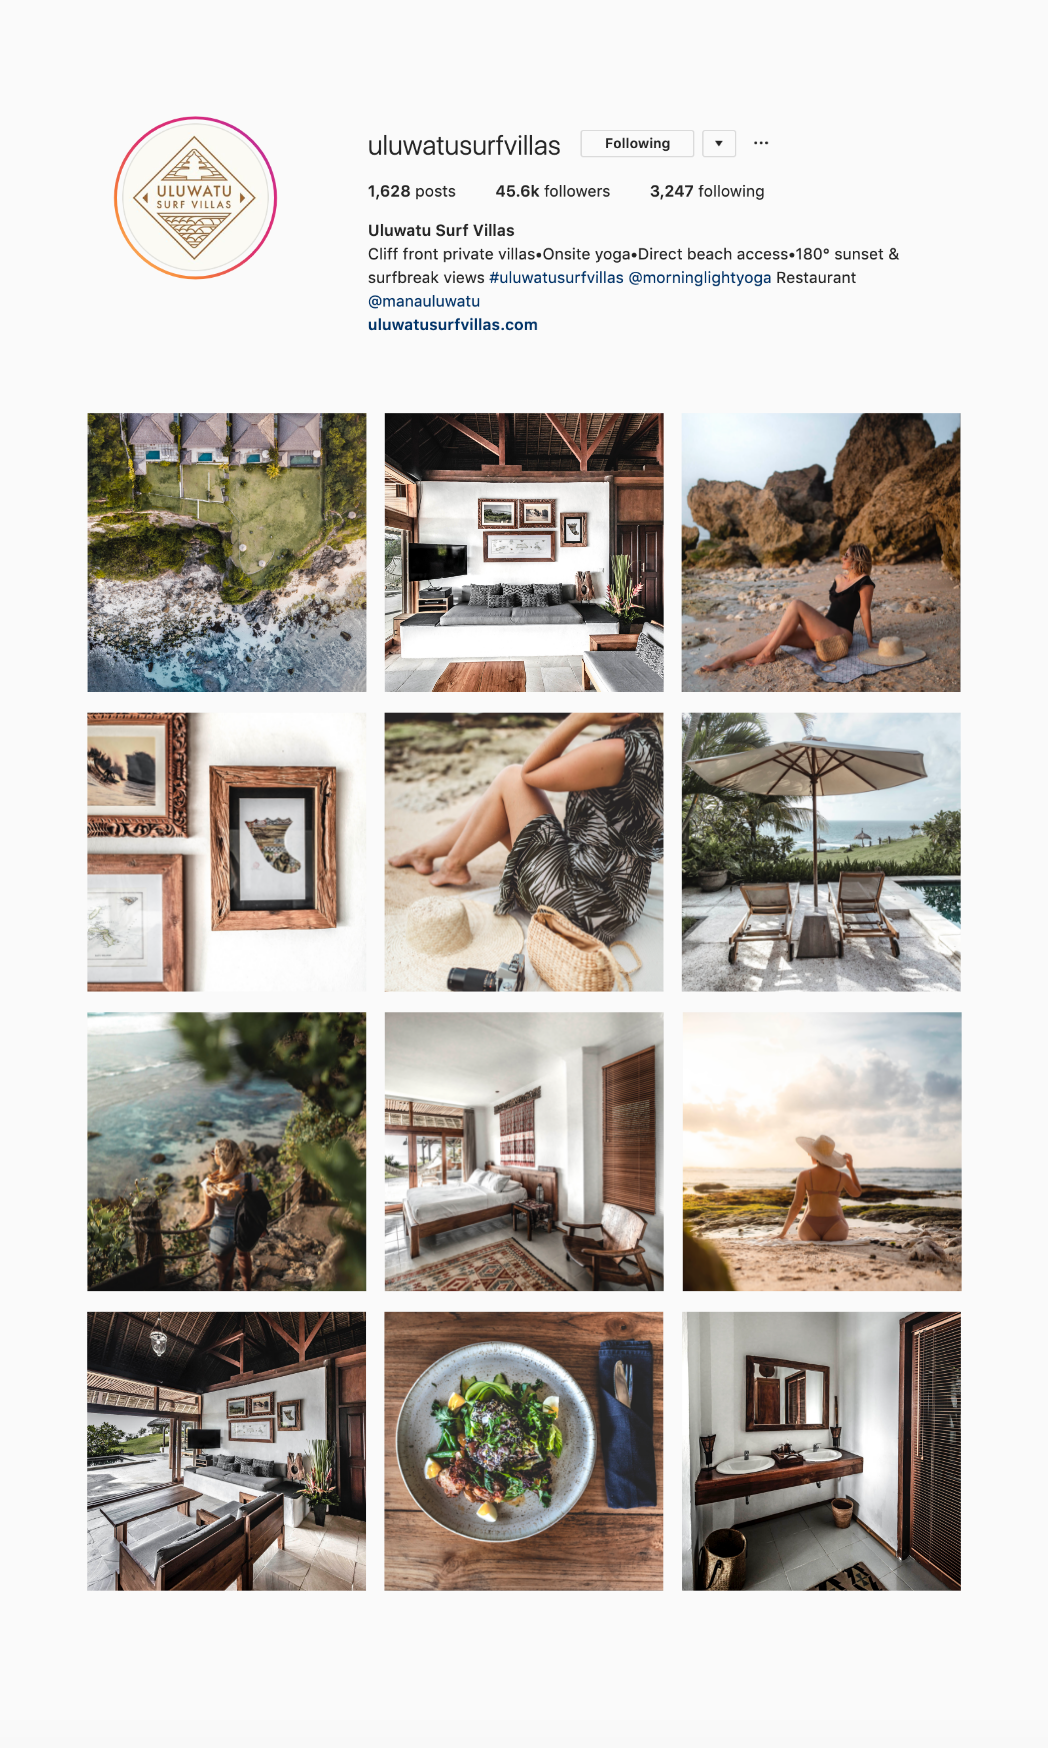 ULUWATU
SURF VILLAS
uluwatusurfvillas Following ▼ ···
1,628 posts 45.6k followers 3,247 following
Uluwatu Surf Villas
Cliff front private villas•Onsite yoga•Direct beach access•180° sunset &
surfbreak views #uluwatusurfvillas @morninglightyoga Restaurant
@manauluwatu
uluwatusurfvillas.com